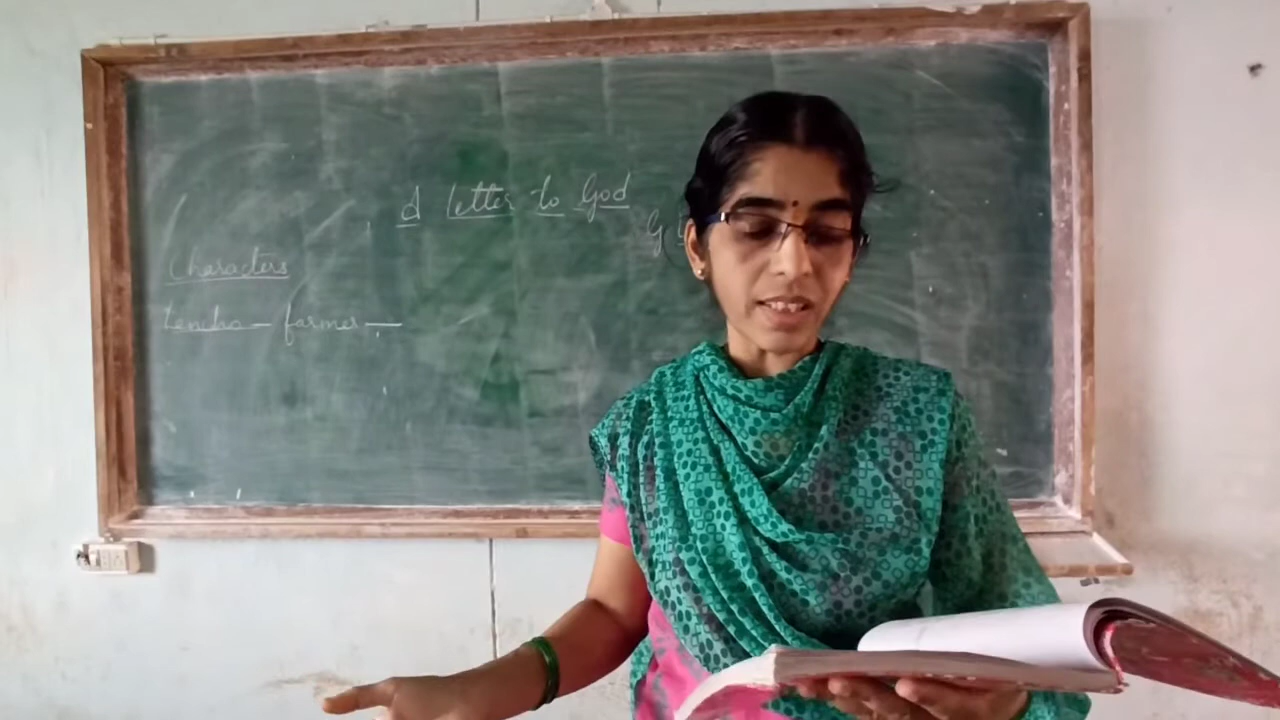 A Letter to God
G
Characters
Lencho — farmer —